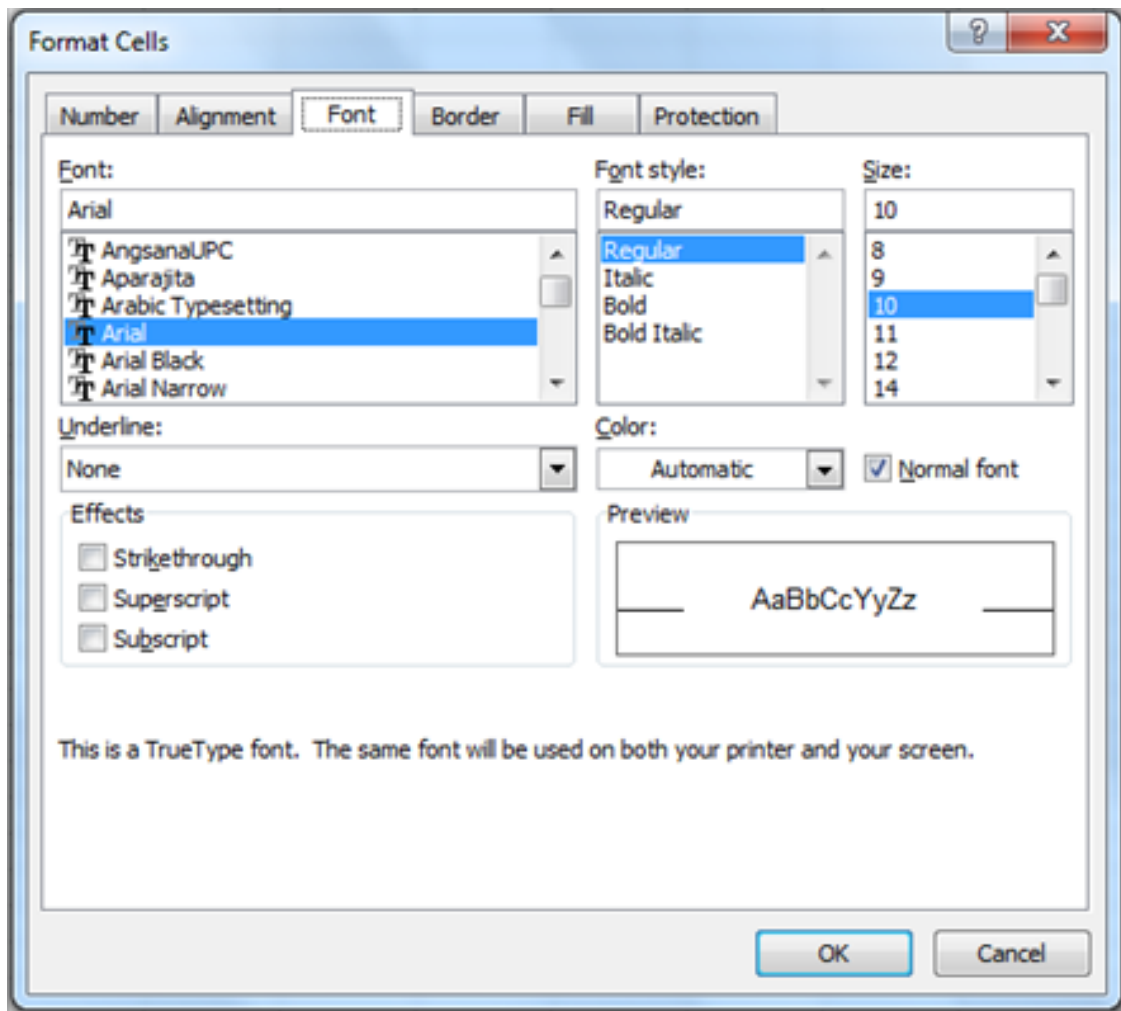 Format Cells
Number Alignment Font Border Fill Protection
Font: Font style: Size:
Arial Regular 10
AngsanaUPC Regular 8
Aparajita Italic 9
Arabic Typesetting Bold 10
Arial Bold Italic 11
Arial Black 12
Arial Narrow 14
Underline: Color:
None Automatic Normal font
Effects Preview
Strikethrough
Superscript AaBbCcYyZz
Subscript
This is a TrueType font. The same font will be used on both your printer and your screen.
OK Cancel